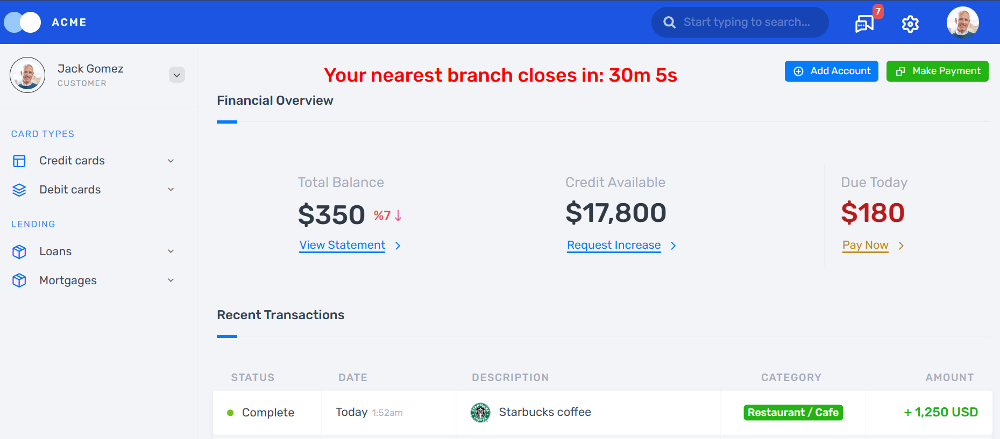 ACME
Start typing to search...
7
Jack Gomez
CUSTOMER
Your nearest branch closes in: 30m 5s
Add Account
Make Payment
Financial Overview
CARD TYPES
Credit cards
Debit cards
LENDING
Loans
Mortgages
Total Balance
$350 %7↓
View Statement
Credit Available
$17,800
Request Increase
Due Today
$180
Pay Now
Recent Transactions
STATUS DATE DESCRIPTION CATEGORY AMOUNT
Complete Today 1:52am STARBUCKS COFFEE Starbucks coffee Restaurant / Cafe + 1,250 USD